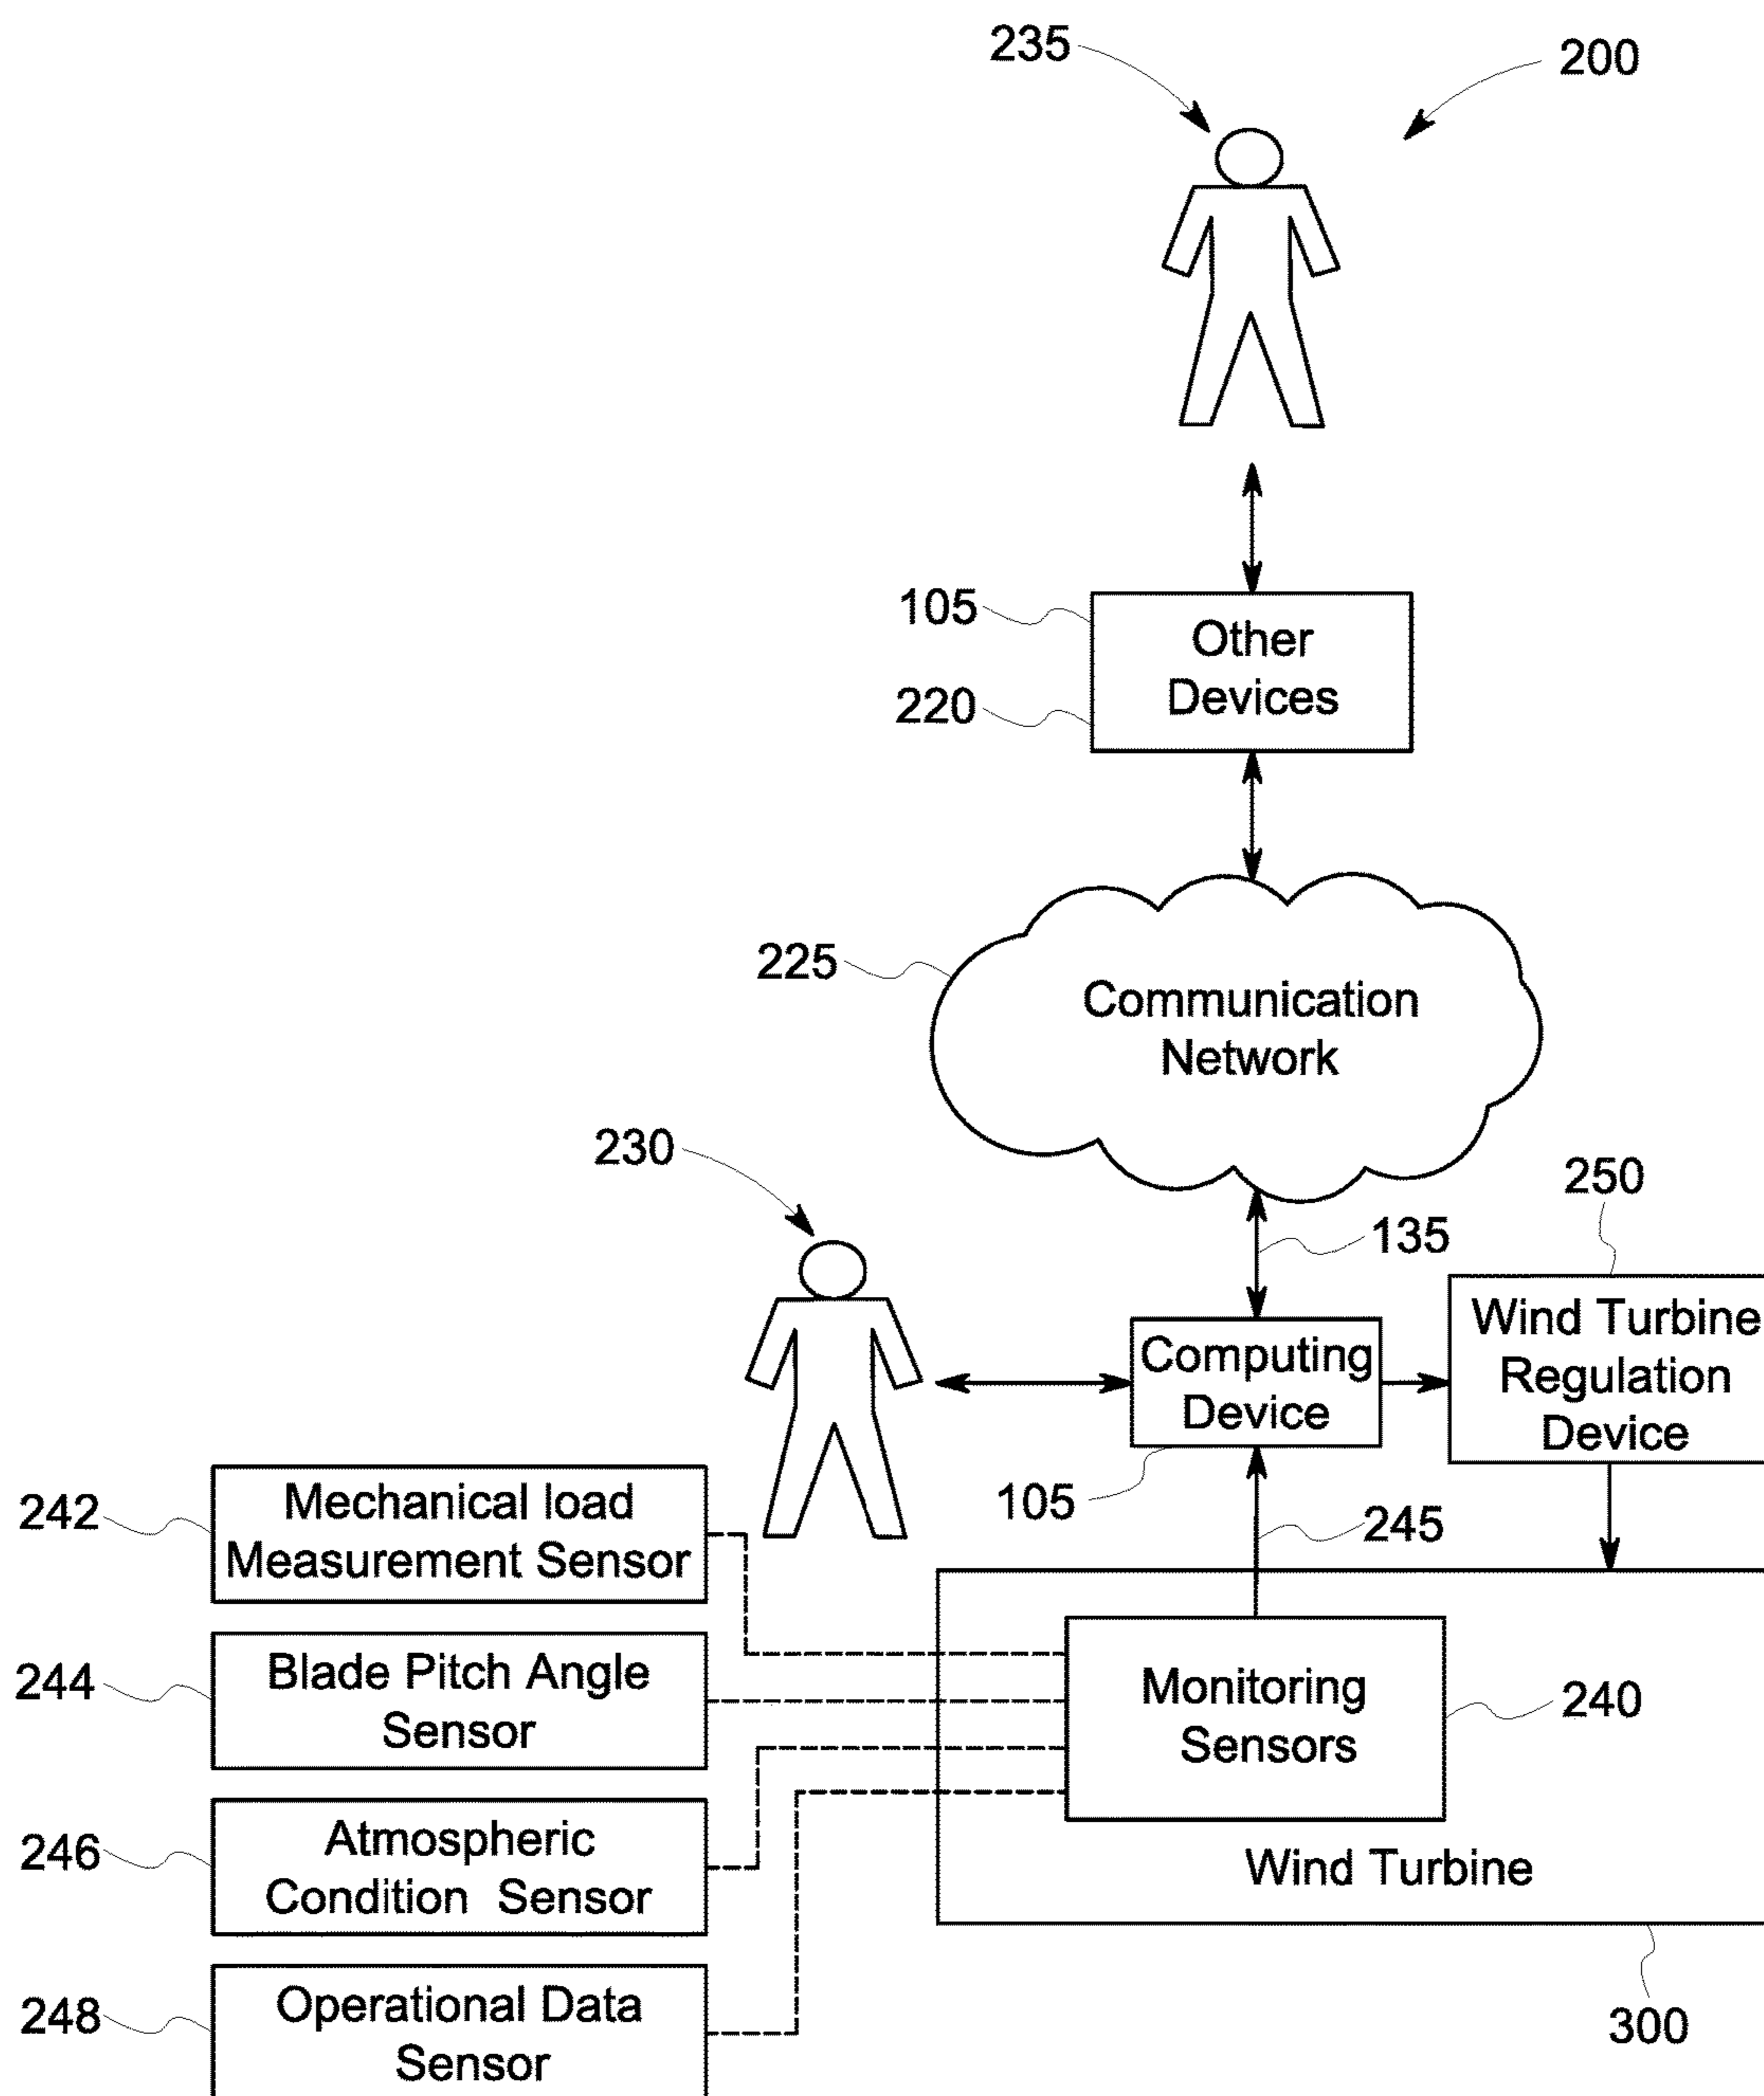 235
200
105
Other
Devices
220
225
Communication
Network
230
250
135
Wind Turbine
Regulation
Device
Computing
Device
105
245
242
Mechanical load
Measurement Sensor
244
Blade Pitch Angle
Sensor
Monitoring
Sensors
240
246
Atmospheric
Condition Sensor
Wind Turbine
248
Operational Data
Sensor
300